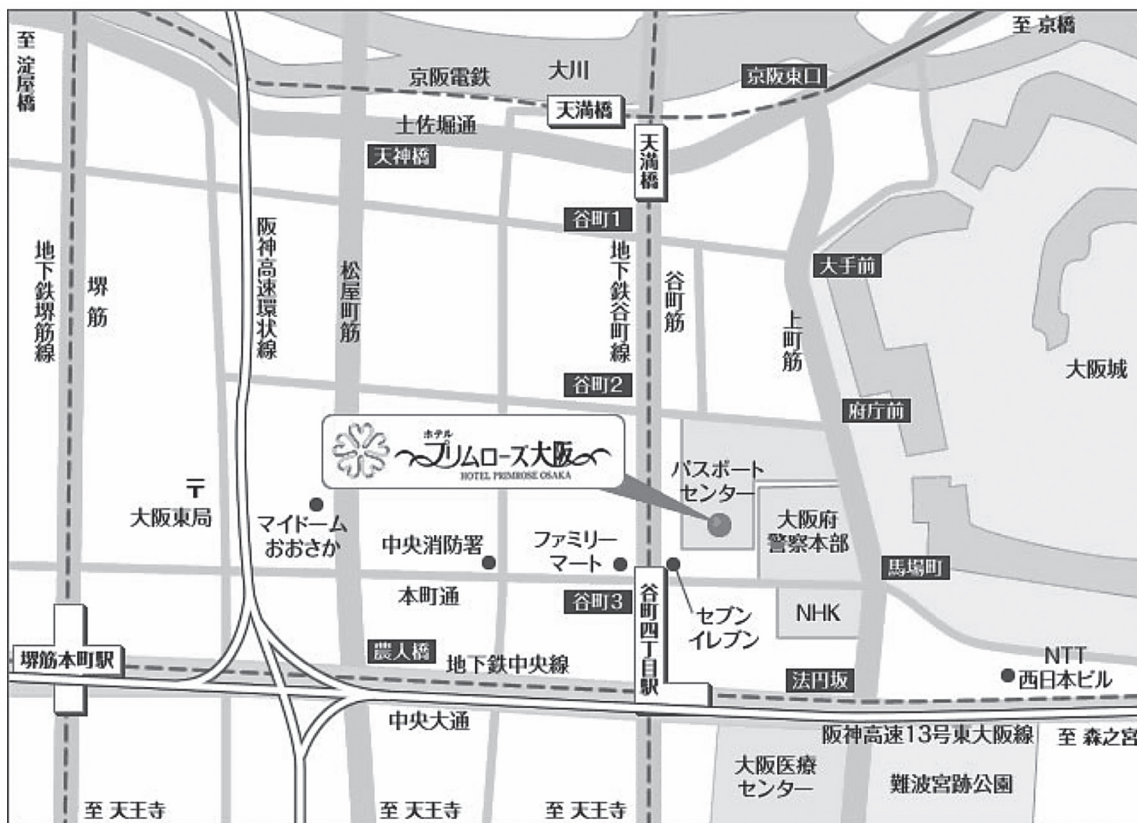 至 淀屋橋
至 京橋
京阪電鉄
大川
京阪東口
天満橋
土佐堀通
天神橋
天満橋
谷町1
地下鉄堺筋線
堺筋
阪神高速環状線
松屋町筋
地下鉄谷町線
谷町筋
大手前
上町筋
大阪城
谷町2
府庁前
ホテル
プリムローズ大阪
HOTEL PRIMROSE OSAKA
パスポート
センター
〒
大阪東局
マイドーム
おおさか
中央消防署
ファミリー
マート
大阪府
警察本部
馬場町
本町通
谷町3
谷町四丁目駅
セブン
イレブン
NHK
堺筋本町駅
農人橋
地下鉄中央線
法円坂
NTT
西日本ビル
中央大通
阪神高速13号東大阪線
至 森之宮
大阪医療
センター
難波宮跡公園
至 天王寺
至 天王寺
至 天王寺